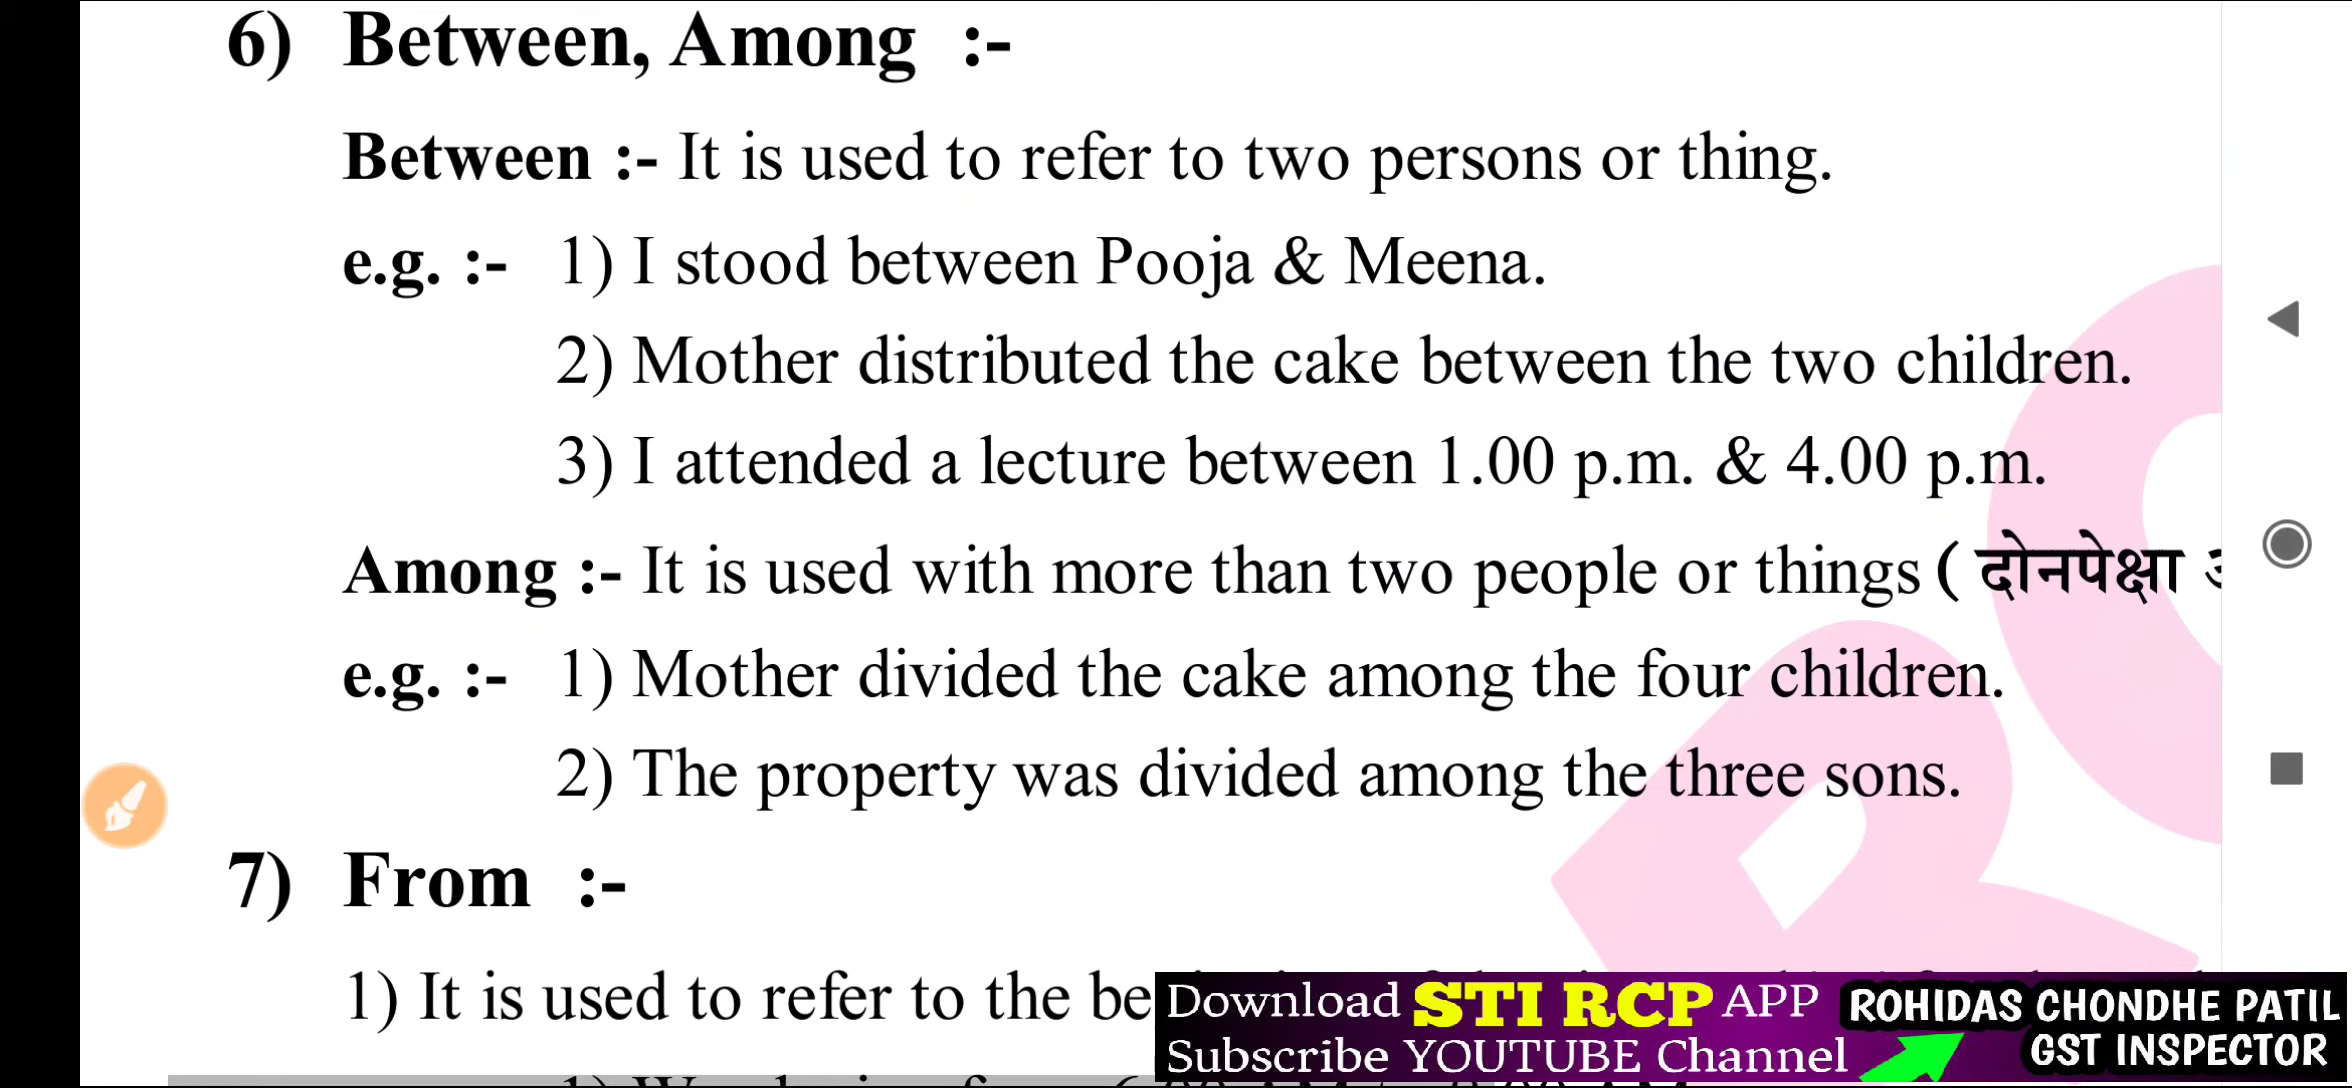 6) Between, Among :-
Between :- It is used to refer to two persons or thing.
e.g. :- 1) I stood between Pooja & Meena.
2) Mother distributed the cake between the two children.
3) I attended a lecture between 1.00 p.m. & 4.00 p.m.
Among :- It is used with more than two people or things ( दोनपेक्षा
e.g. :- 1) Mother divided the cake among the four children.
2) The property was divided among the three sons.
7) From :-
1) It is used to refer to the
Download STI RCP APP
Subscribe YOUTUBE Channel
ROHIDAS CHONDHE PATIL
GST INSPECTOR